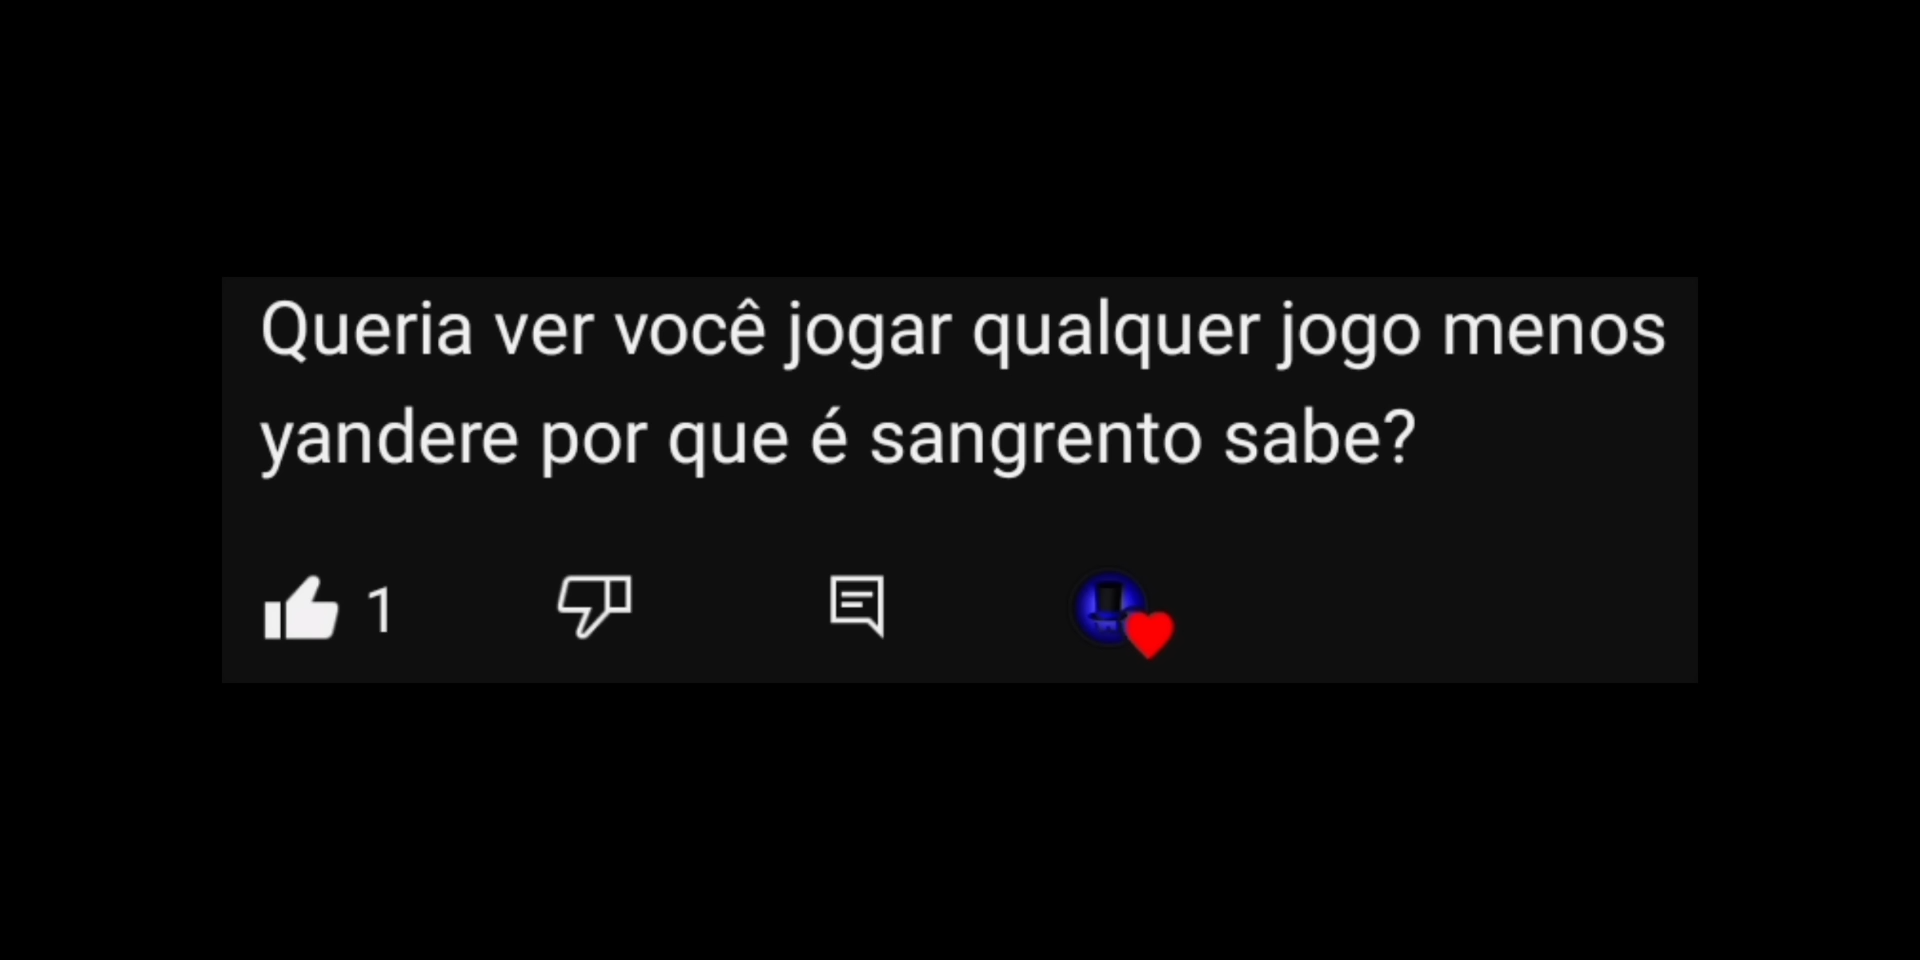 Queria ver você jogar qualquer jogo menos
yandere por que é sangrento sabe?
1